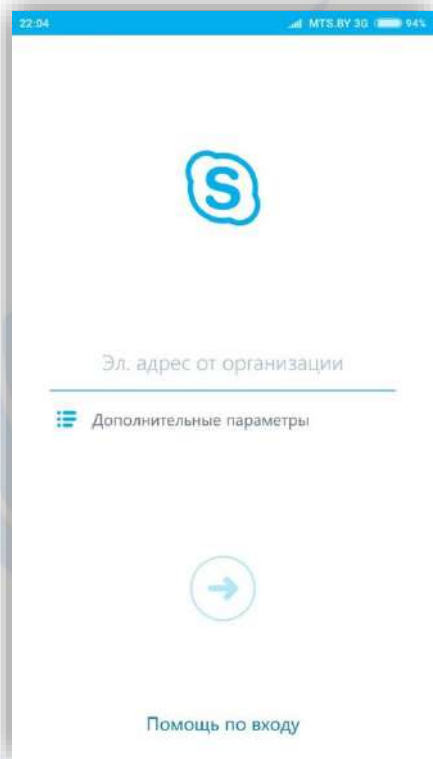 22:04 MTS.BY 3G 94%
S
Эл. адрес от организации
Дополнительные параметры
Помощь по входу